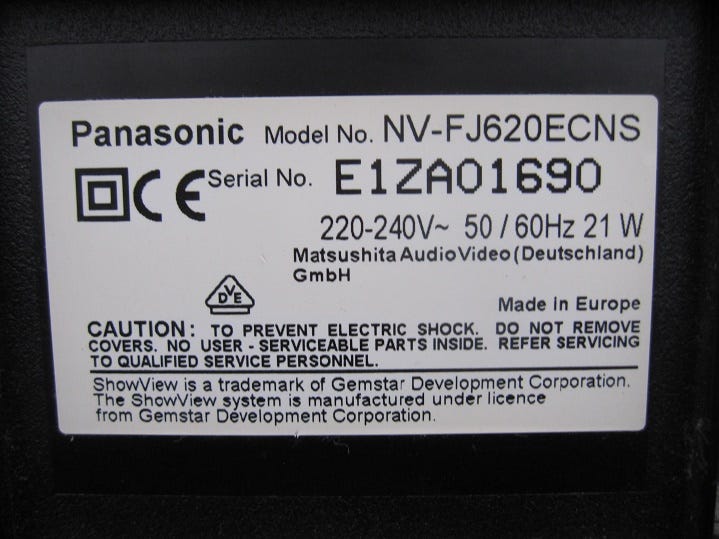 Panasonic Model No. NV-FJ620ECNS
CE Serial No. E1ZA01690
220-240V~ 50 / 60Hz 21 W
Matsushita Audio Video (Deutschland)
GmbH
DVE
Made in Europe
CAUTION: TO PREVENT ELECTRIC SHOCK. DO NOT REMOVE
COVERS. NO USER - SERVICEABLE PARTS INSIDE. REFER SERVICING
TO QUALIFIED SERVICE PERSONNEL.
ShowView is a trademark of Gemstar Development Corporation.
The ShowView system is manufactured under licence
from Gemstar Development Corporation.